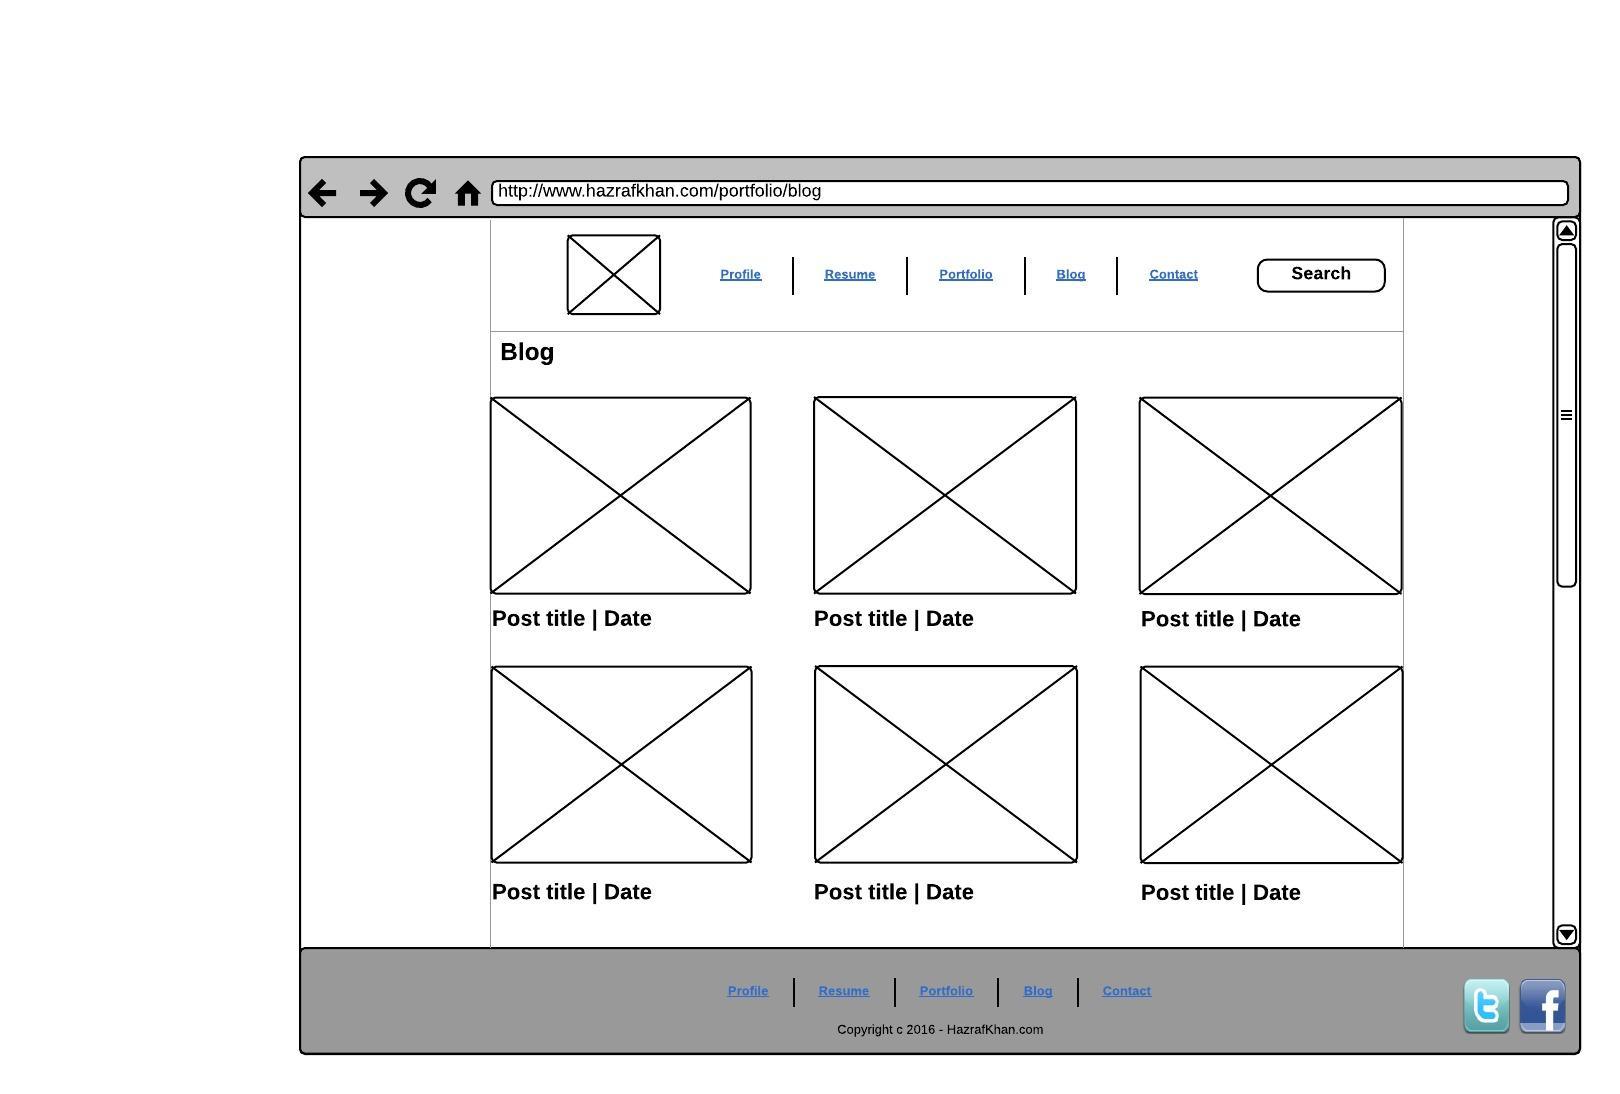 http://www.hazrafkhan.com/portfolio/blog
Profile Resume Portfolio Blog Contact Search
Blog
Post title | Date Post title | Date Post title | Date
Post title | Date Post title | Date Post title | Date
Profile Resume Portfolio Blog Contact
Copyright c 2016 - HazrafKhan.com